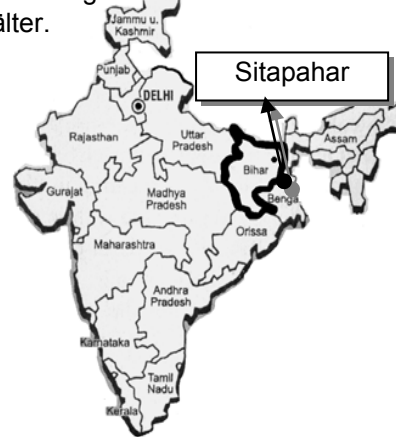 älter.
Jammu u.
Kashmir
Punjab
DELHI
Sitapahar
Rajasthan
Uttar
Pradesh
Bihar
Assam
Gurajat
Madhya
Pradesh
Benga
Orissa
Maharashtra
Andhra
Pradesh
Karnataka
Tamil
Nadu
Kerala